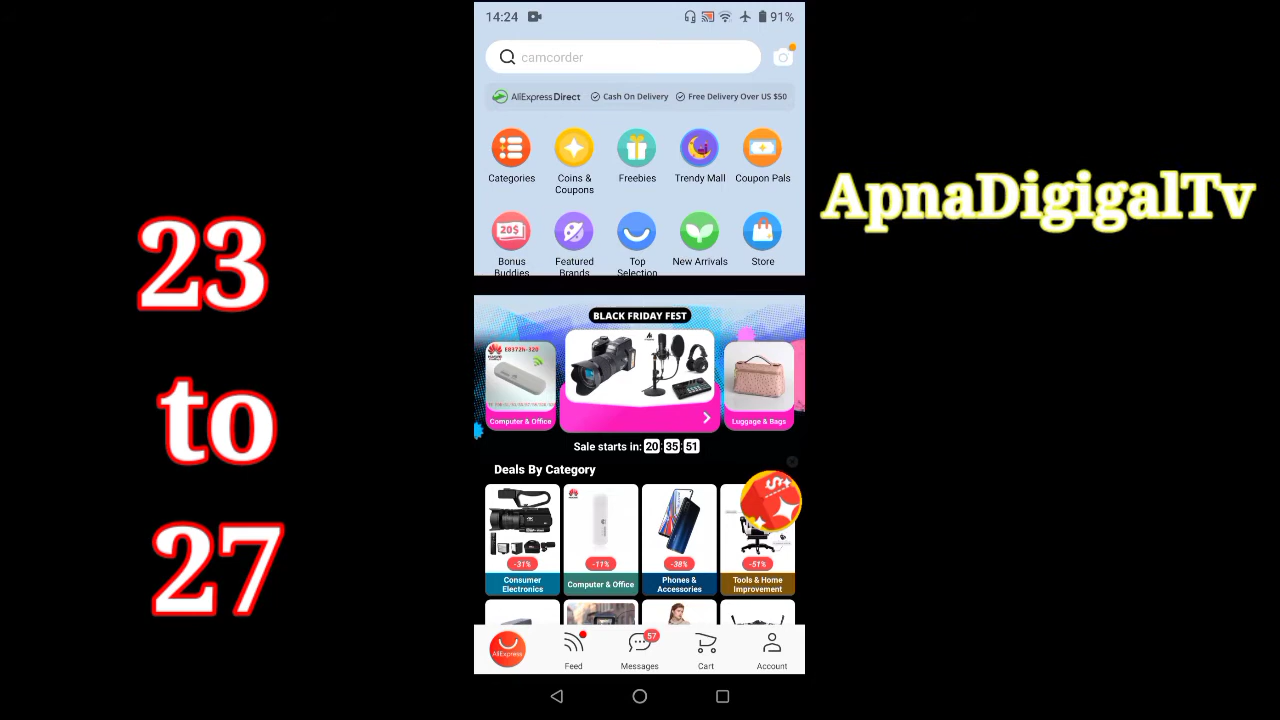 14:24
91%
camcorder
AliExpress Direct
Cash On Delivery
Free Delivery Over US $50
Categories
Coins & Coupons
Freebies
Trendy Mall
Coupon Pals
20$
Bonus Buddies
Featured Brands
Top Selection
New Arrivals
Store
ApnaDigigalTv
23
to
27
BLACK FRIDAY FEST
E8372h-320
Computer & Office
Luggage & Bags
Sale starts in: 20:35:51
Deals By Category
-31%
-11%
-38%
-51%
Consumer Electronics
Computer & Office
Phones & Accessories
Tools & Home Improvement
AliExpress
Feed
57
Messages
Cart
Account